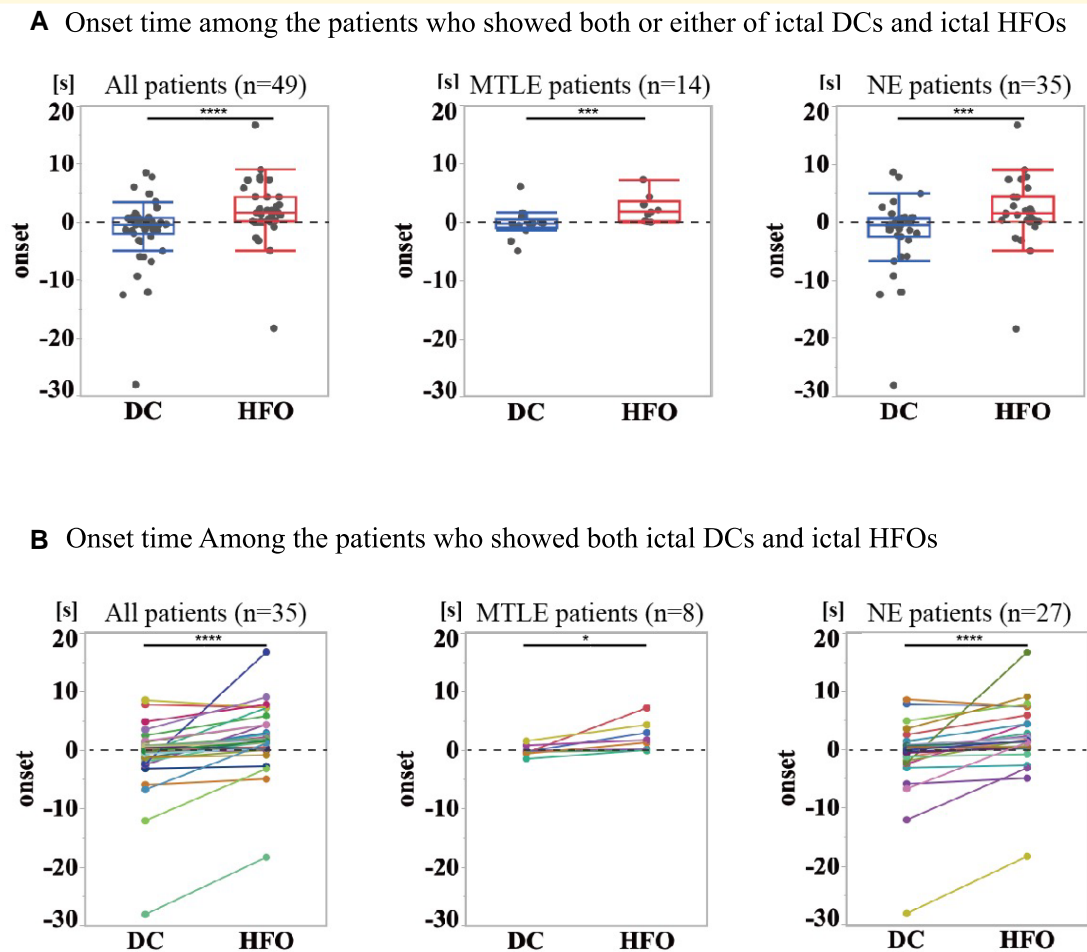 A Onset time among the patients who showed both or either of ictal DCs and ictal HFOs
[s] All patients (n=49)
[s] MTLE patients (n=14)
[s] NE patients (n=35)
****
***
***
20
10
0
-10
-20
-30
onset
DC HFO
20
10
0
-10
-20
-30
onset
DC HFO
20
10
0
-10
-20
-30
onset
DC HFO
B Onset time Among the patients who showed both ictal DCs and ictal HFOs
[s] All patients (n=35)
[s] MTLE patients (n=8)
[s] NE patients (n=27)
****
*
****
20
10
0
-10
-20
-30
onset
DC HFO
20
10
0
-10
-20
-30
onset
DC HFO
20
10
0
-10
-20
-30
onset
DC HFO